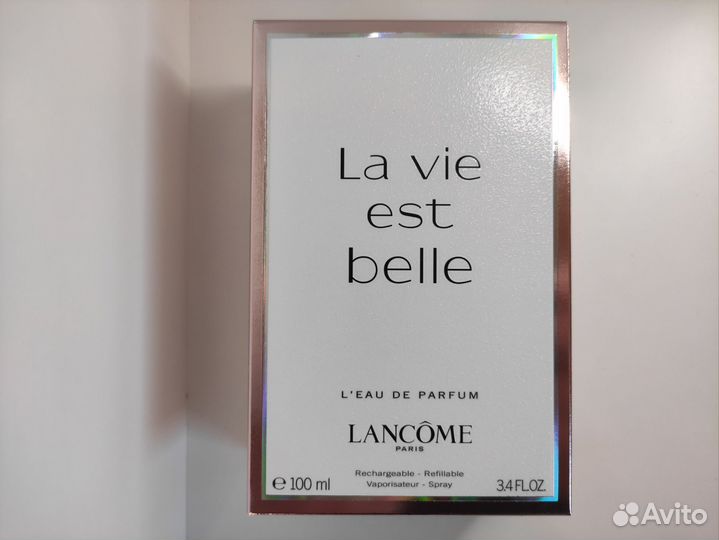 La vie
est
belle
L'EAU DE PARFUM
LANCÔME
PARIS
Rechargeable - Refillable
Vaporisateur - Spray
℮ 100 ml
3.4 FL.OZ.
Avito